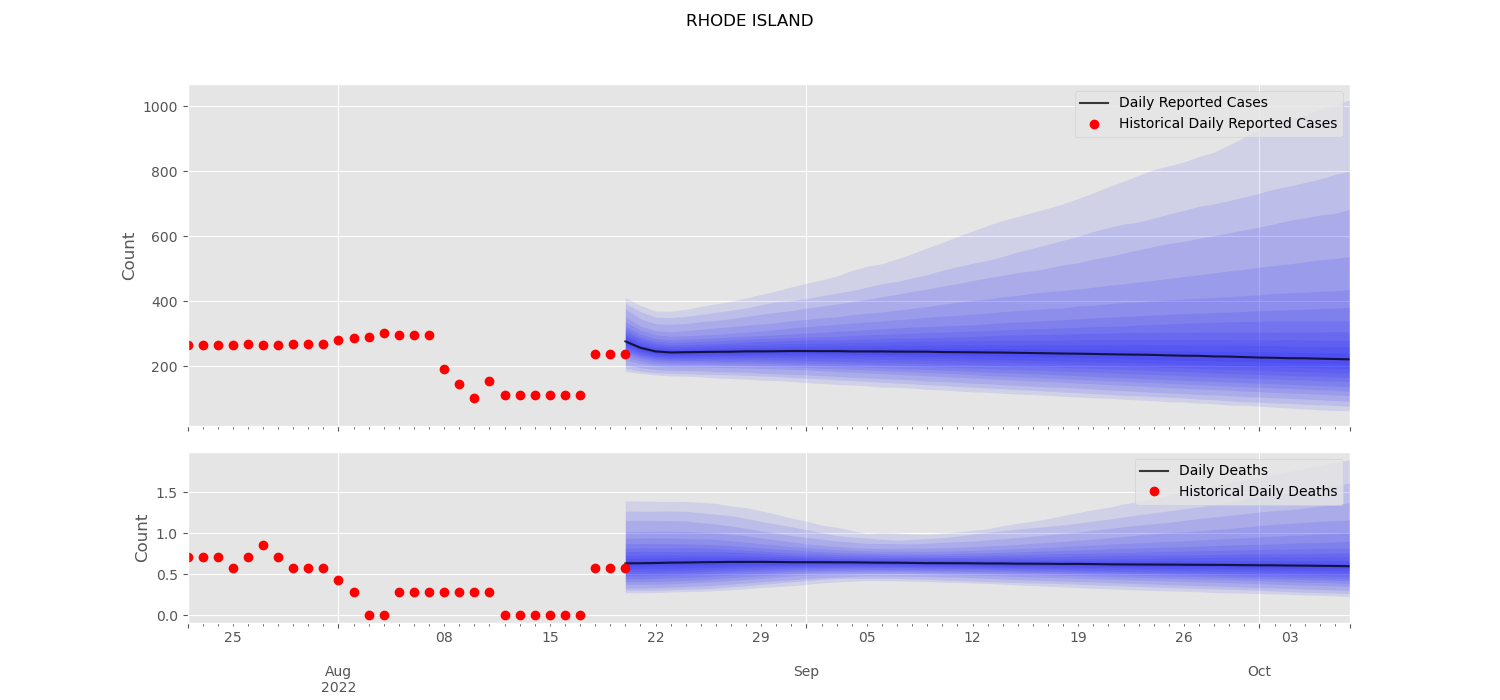 RHODE ISLAND
1000
800
600
400
200
Count
Daily Reported Cases
Historical Daily Reported Cases
1.5
1.0
0.5
0.0
Count
Daily Deaths
Historical Daily Deaths
25 08 15 22 29 05 12 19 26 03
Aug Sep Oct
2022